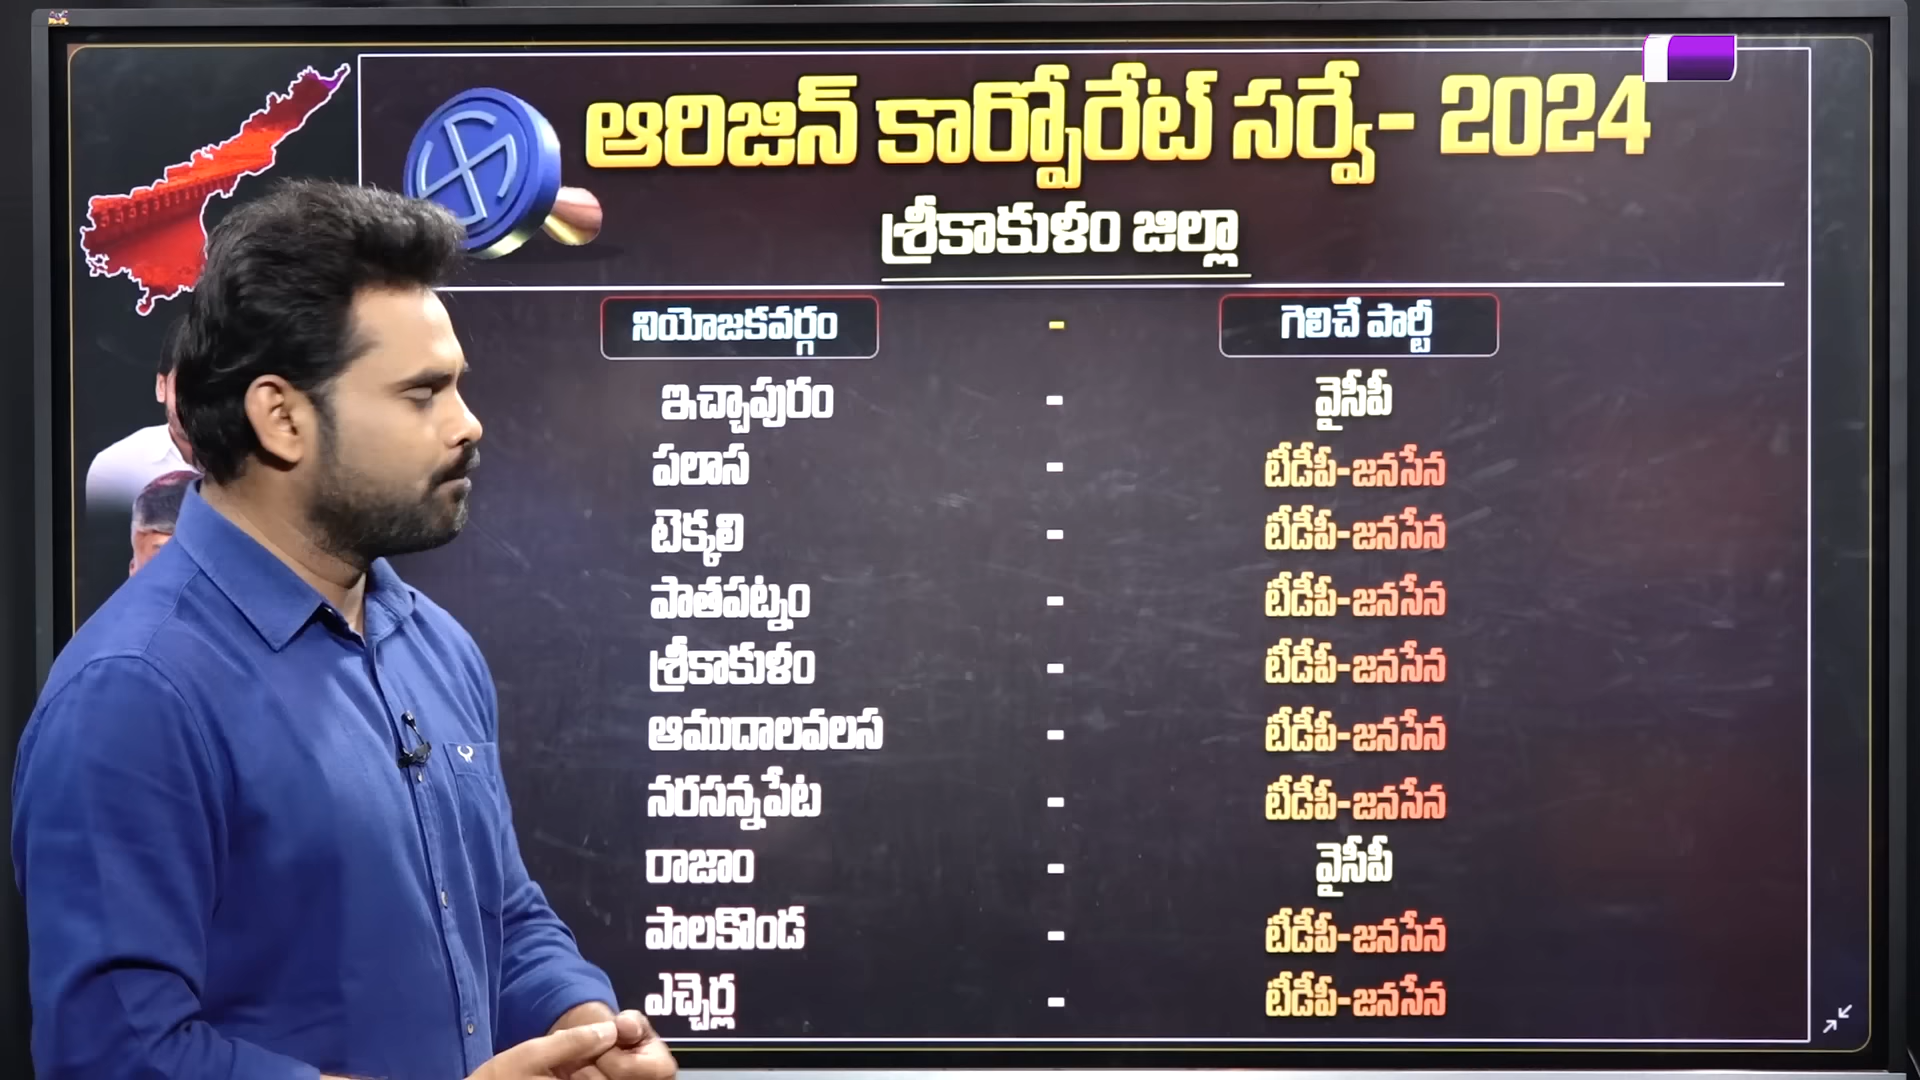 ఆరిజిన్ కార్పోరేట్ సర్వే- 2024
శ్రీకాకుళం జిల్లా
నియోజకవర్గం - గెలిచే పార్టీ
ఇచ్చాపురం - వైసీపీ
పలాస - టీడీపీ-జనసేన
టెక్కలి - టీడీపీ-జనసేన
పాతపట్నం - టీడీపీ-జనసేన
శ్రీకాకుళం - టీడీపీ-జనసేన
ఆముదాలవలస - టీడీపీ-జనసేన
నరసన్నపేట - టీడీపీ-జనసేన
రాజాం - వైసీపీ
పాలకొండ - టీడీపీ-జనసేన
ఎచ్చెర్ల - టీడీపీ-జనసేన